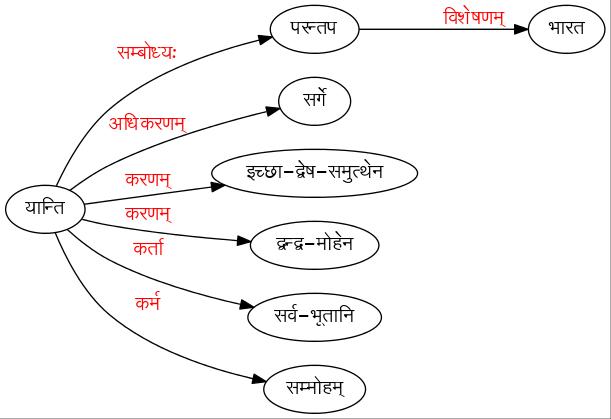 विशेषणम्
परन्तप
भारत
सम्बोध्यः
सर्गे
अधिकरणम्
इच्छा-द्वेष-समुत्थेन
करणम्
यान्ति
करणम्
द्वन्द्व-मोहेन
कर्ता
कर्म
सर्व-भूतानि
सम्मोहम्